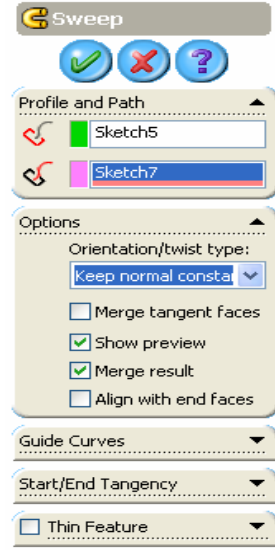 Sweep
?
Profile and Path
Sketch5
Sketch7
Options
Orientation/twist type:
Keep normal constar
Merge tangent faces
Show preview
Merge result
Align with end faces
Guide Curves
Start/End Tangency
Thin Feature